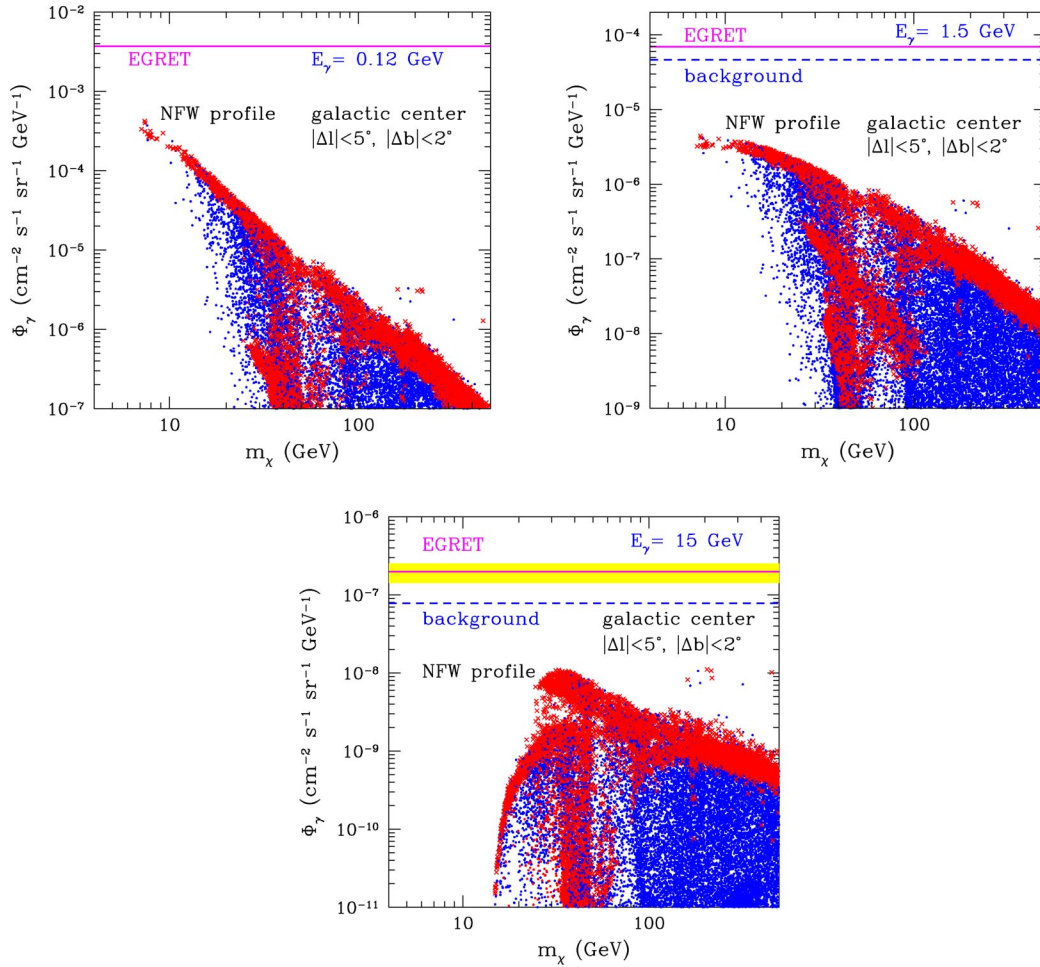 10⁻²
EGRET
E_γ= 0.12 GeV
10⁻³
NFW profile galactic center
|Δl|<5°, |Δb|<2°
10⁻⁴
10⁻⁵
10⁻⁶
10⁻⁷
Φ_γ (cm⁻² s⁻¹ sr⁻¹ GeV⁻¹)
10 100
m_χ (GeV)
10⁻⁴
EGRET
E_γ= 1.5 GeV
background
10⁻⁵
NFW profile galactic center
|Δl|<5°, |Δb|<2°
10⁻⁶
10⁻⁷
10⁻⁸
10⁻⁹
Φ_γ (cm⁻² s⁻¹ sr⁻¹ GeV⁻¹)
10 100
m_χ (GeV)
10⁻⁶
EGRET
E_γ= 15 GeV
10⁻⁷
background
galactic center
|Δl|<5°, |Δb|<2°
NFW profile
10⁻⁸
10⁻⁹
10⁻¹⁰
10⁻¹¹
Φ_γ (cm⁻² s⁻¹ sr⁻¹ GeV⁻¹)
10 100
m_χ (GeV)